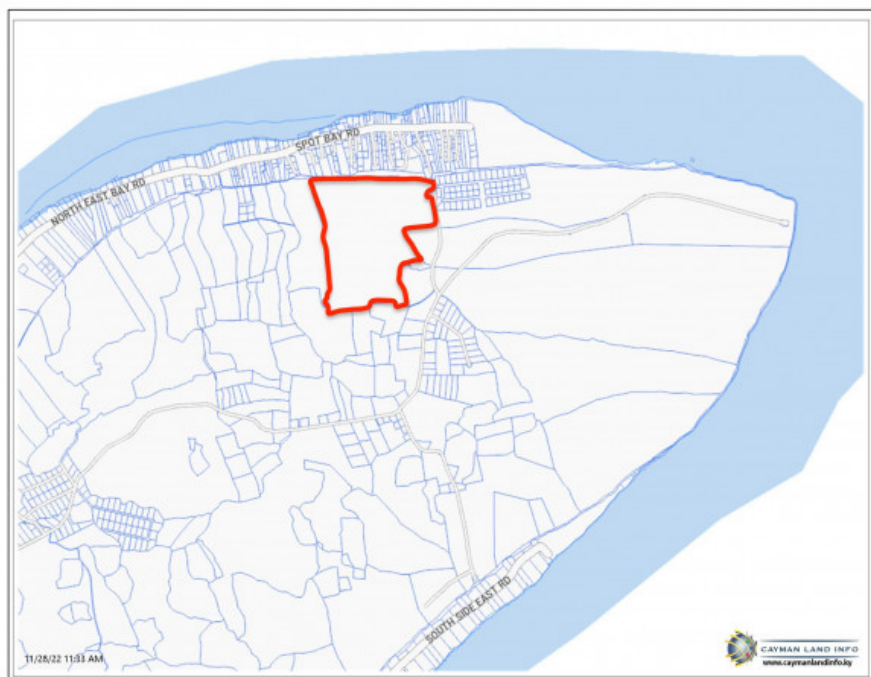 SPOT BAY RD
NORTH EAST BAY RD
SOUTH SIDE EAST RD
11/28/22 11:33 AM
CAYMAN LAND INFO
www.caymanlandinfo.ky